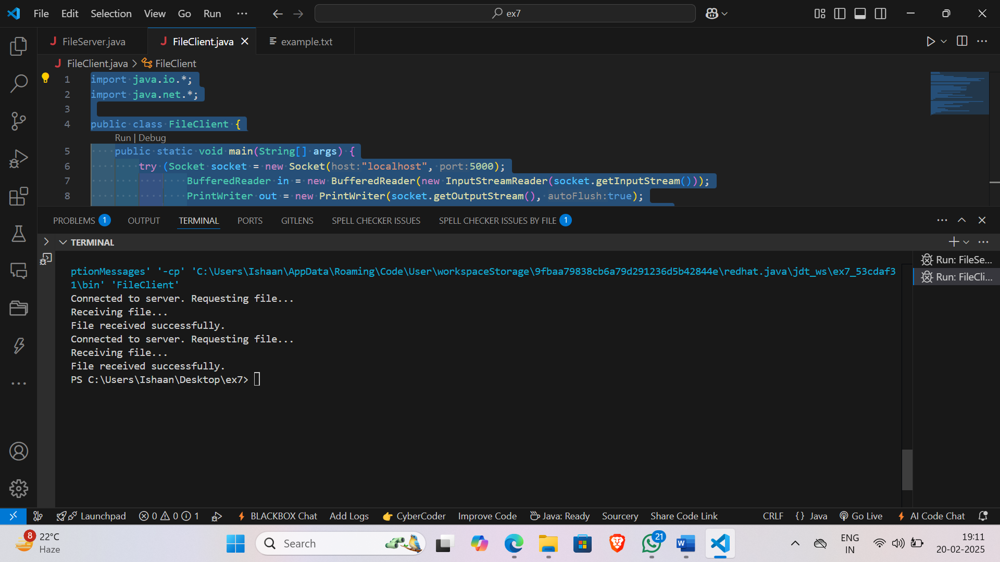 File Edit Selection View Go Run ··· ex7
FileServer.java FileClient.java example.txt
FileClient.java > FileClient
1 import java.io.*;
2 import java.net.*;
3
4 public class FileClient {
Run | Debug
5 public static void main(String[] args) {
6 try (Socket socket = new Socket(host:"localhost", port:5000);
7 BufferedReader in = new BufferedReader(new InputStreamReader(socket.getInputStream()));
8 PrintWriter out = new PrintWriter(socket.getOutputStream(), autoFlush:true);
PROBLEMS 1 OUTPUT TERMINAL PORTS GITLENS SPELL CHECKER ISSUES SPELL CHECKER ISSUES BY FILE 1
TERMINAL
Run: FileSe...
Run: FileCli...
ptionMessages' '-cp' 'C:\Users\Ishaan\AppData\Roaming\Code\User\workspaceStorage\9fbaa79838cb6a79d291236d5b42844e\redhat.java\jdt_ws\ex7_53cdaf3
1\bin' 'FileClient'
Connected to server. Requesting file...
Receiving file...
File received successfully.
Connected to server. Requesting file...
Receiving file...
File received successfully.
PS C:\Users\Ishaan\Desktop\ex7>
Launchpad 0 0 1 BLACKBOX Chat Add Logs CyberCoder Improve Code Java: Ready Sourcery Share Code Link CRLF {} Java Go Live AI Code Chat
8 22°C
Haze
Search
21
ENG
IN
19:11
20-02-2025